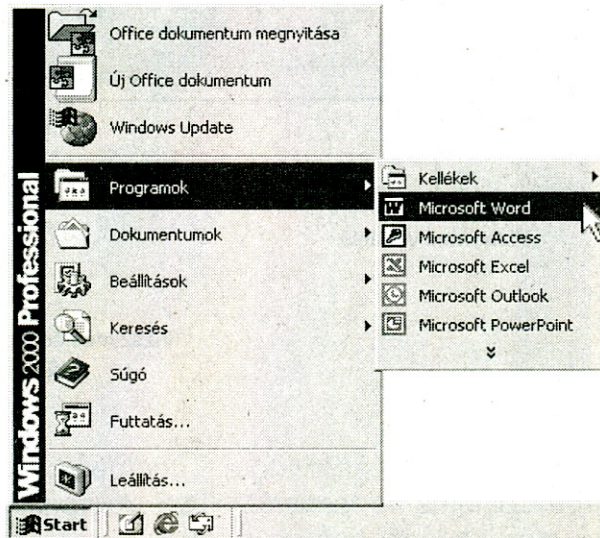 Office dokumentum megnyitása
Új Office dokumentum
Windows Update
Programok
Dokumentumok
Beállítások
Keresés
Súgó
Futtatás...
Leállítás...
Windows 2000 Professional
Kellékek
Microsoft Word
Microsoft Access
Microsoft Excel
Microsoft Outlook
Microsoft PowerPoint
Start